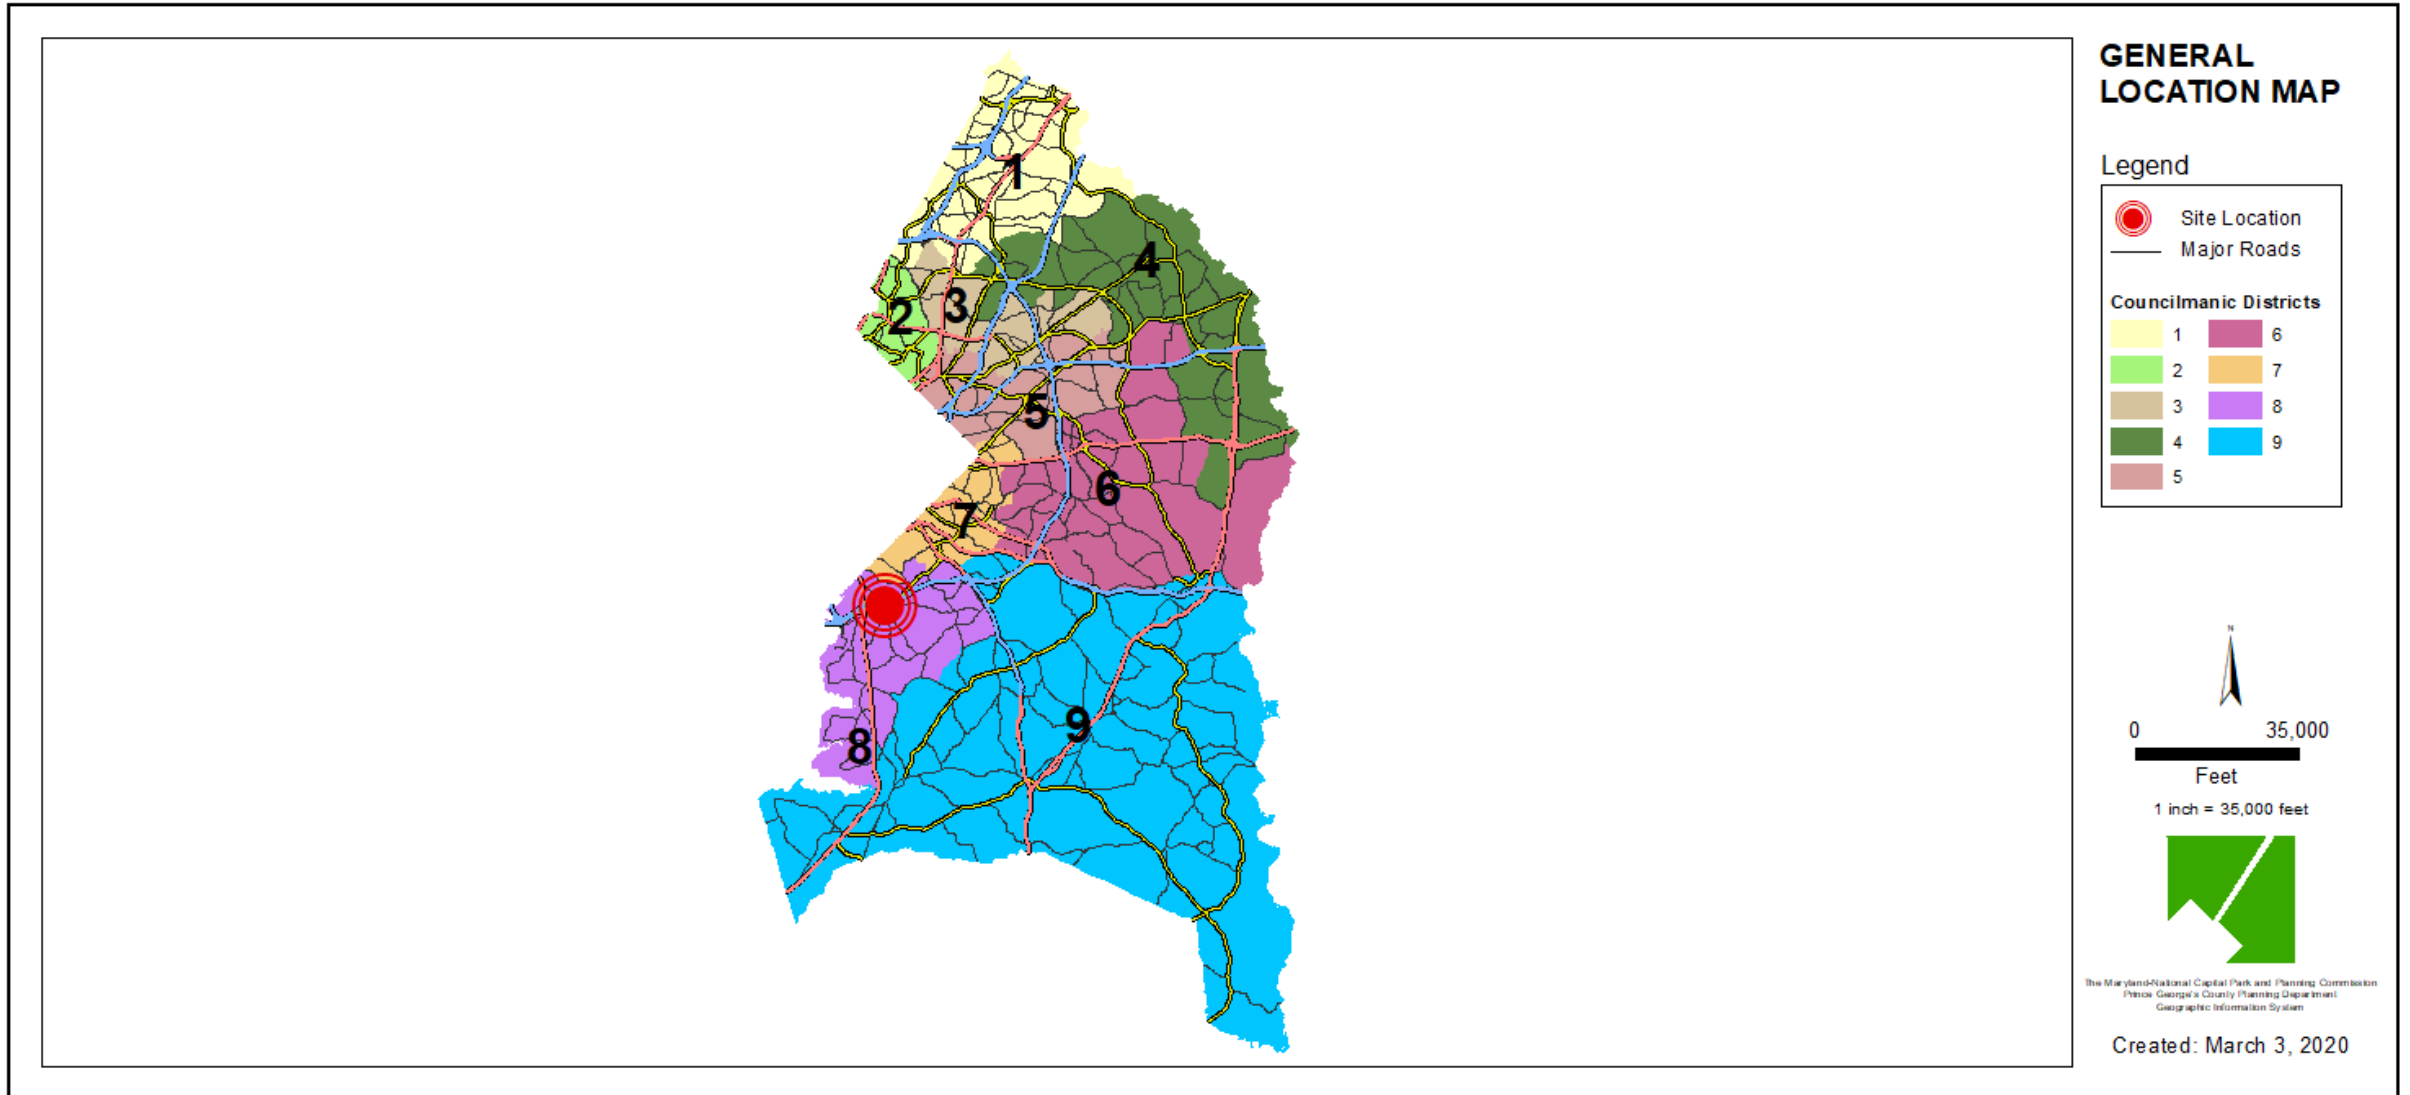 GENERAL
LOCATION MAP
Legend
Site Location
Major Roads
Councilmanic Districts
1 6
2 7
3 8
4 9
5
1
4
2
3
5
6
7
8
9
N
0 35,000
Feet
1 inch = 35,000 feet
The Maryland-National Capital Park and Planning Commission
Prince George's County Planning Department
Geographic Information System
Created: March 3, 2020